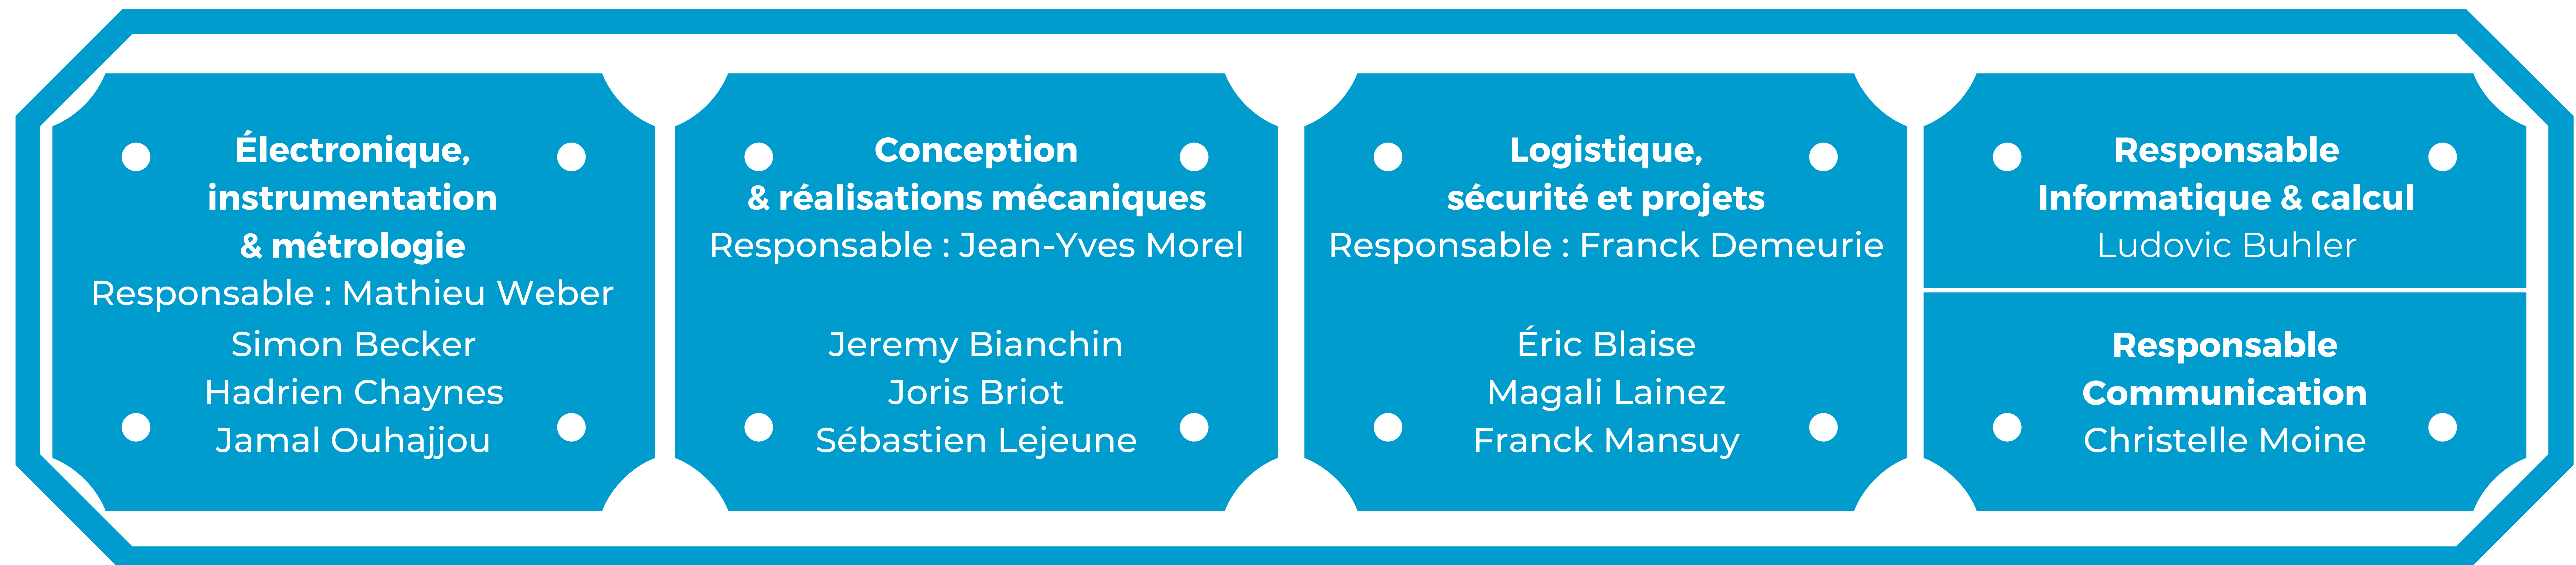 Électronique,
instrumentation
& métrologie
Responsable : Mathieu Weber
Simon Becker
Hadrien Chaynes
Jamal Ouhajjou
Conception
& réalisations mécaniques
Responsable : Jean-Yves Morel
Jeremy Bianchin
Joris Briot
Sébastien Lejeune
Logistique,
sécurité et projets
Responsable : Franck Demeurie
Éric Blaise
Magali Lainez
Franck Mansuy
Responsable
Informatique & calcul
Ludovic Buhler
Responsable
Communication
Christelle Moine